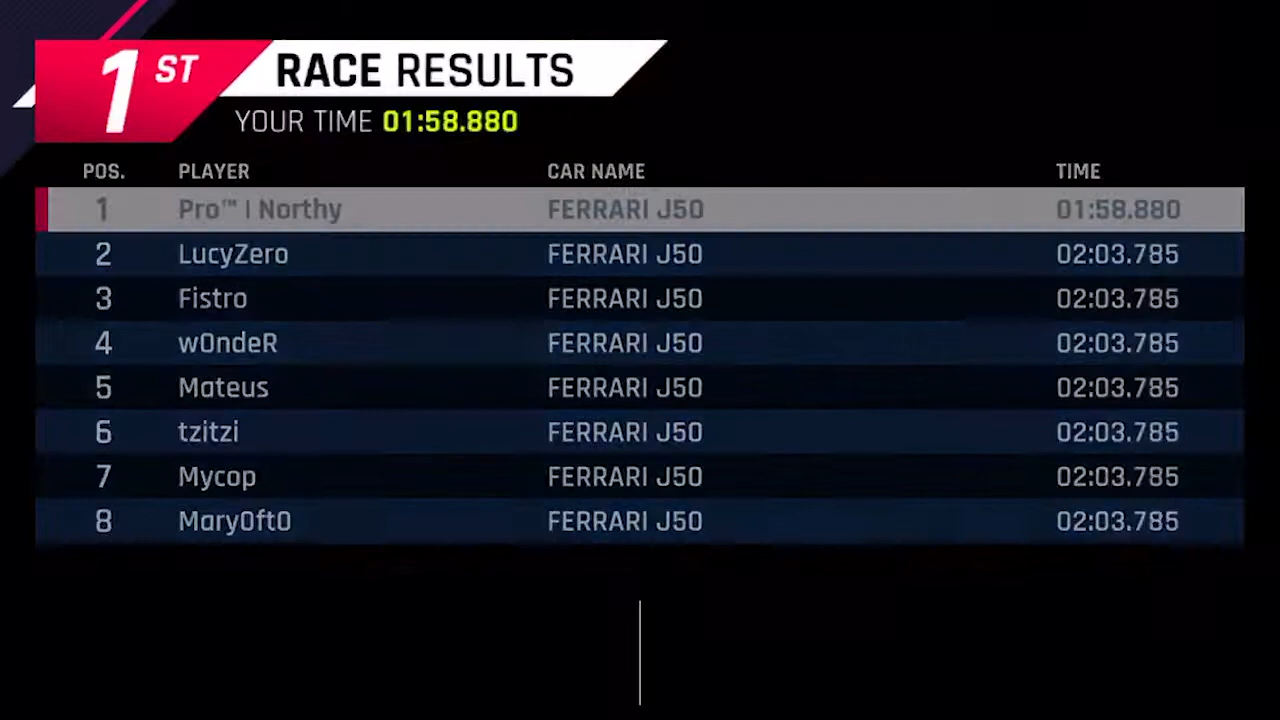 1ST RACE RESULTS
YOUR TIME 01:58.880
POS. PLAYER CAR NAME TIME
1 Pro™ | Northy FERRARI J50 01:58.880
2 LucyZero FERRARI J50 02:03.785
3 Fistro FERRARI J50 02:03.785
4 w0ndeR FERRARI J50 02:03.785
5 Mateus FERRARI J50 02:03.785
6 tzitzi FERRARI J50 02:03.785
7 Mycop FERRARI J50 02:03.785
8 Mary0ft0 FERRARI J50 02:03.785